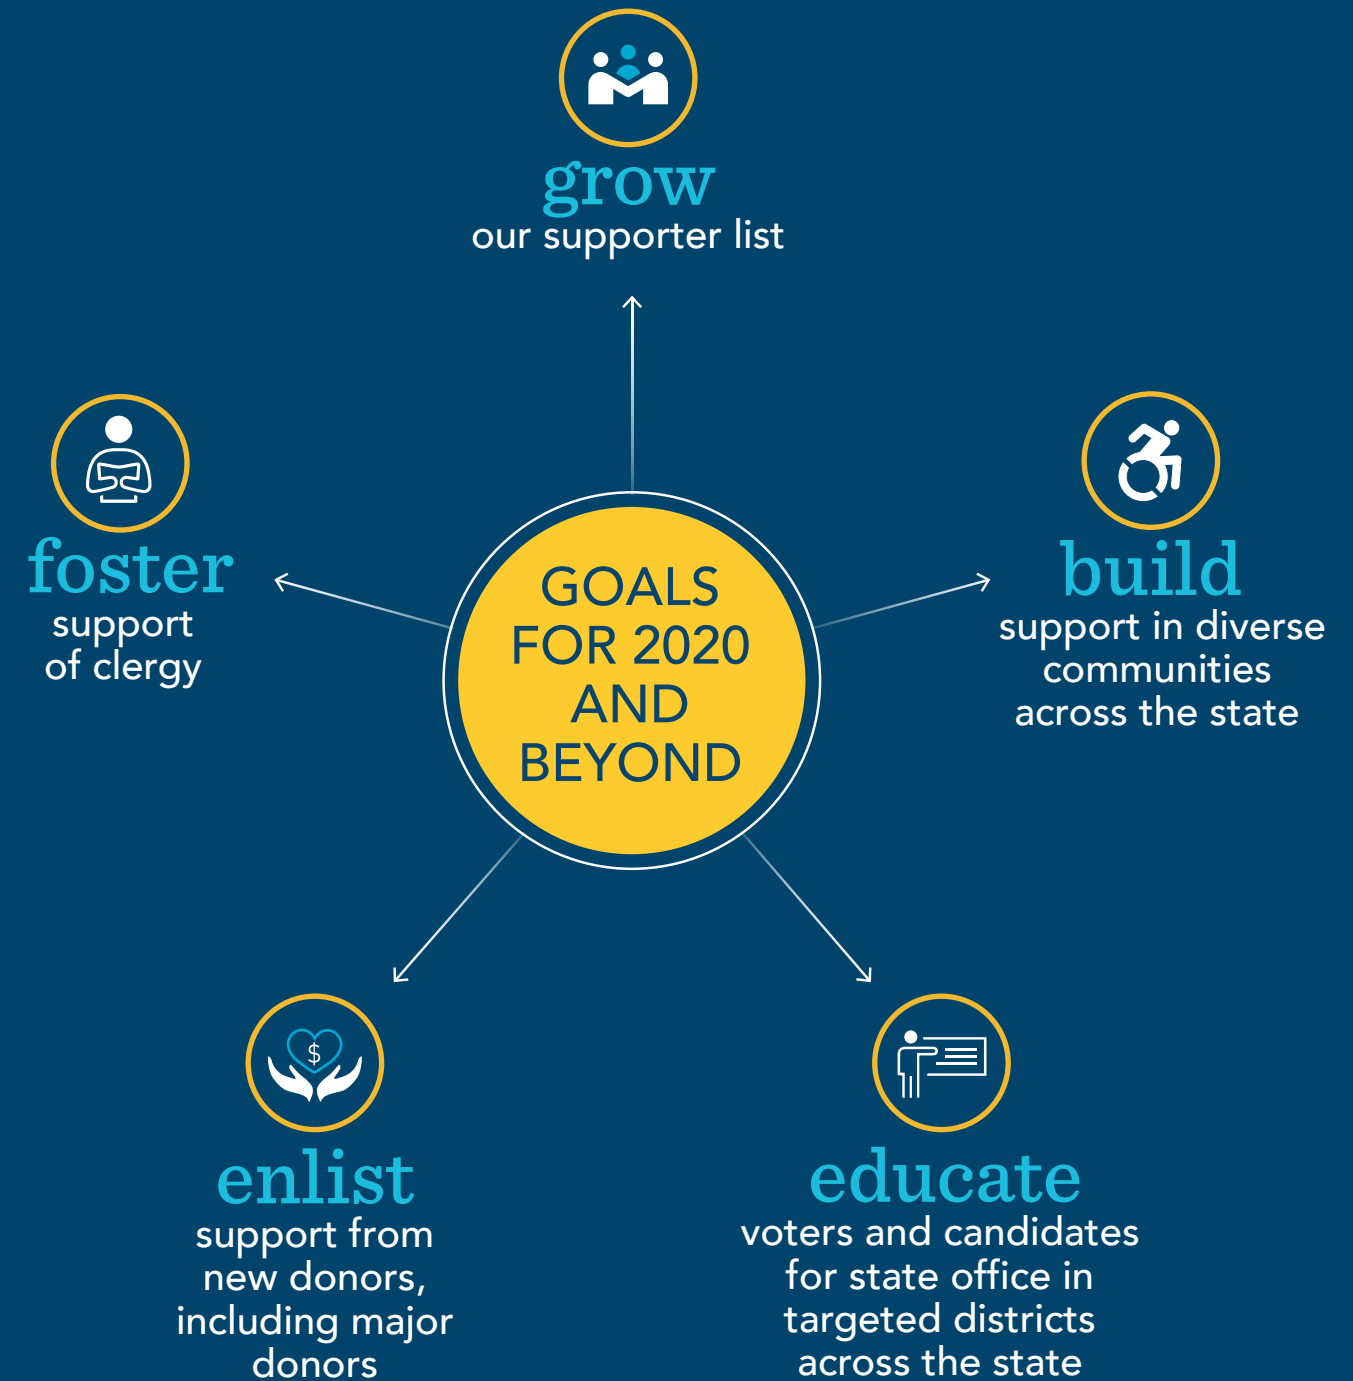 grow
our supporter list
foster
support
of clergy
GOALS
FOR 2020
AND
BEYOND
build
support in diverse
communities
across the state
$
enlist
support from
new donors,
including major
donors
educate
voters and candidates
for state office in
targeted districts
across the state